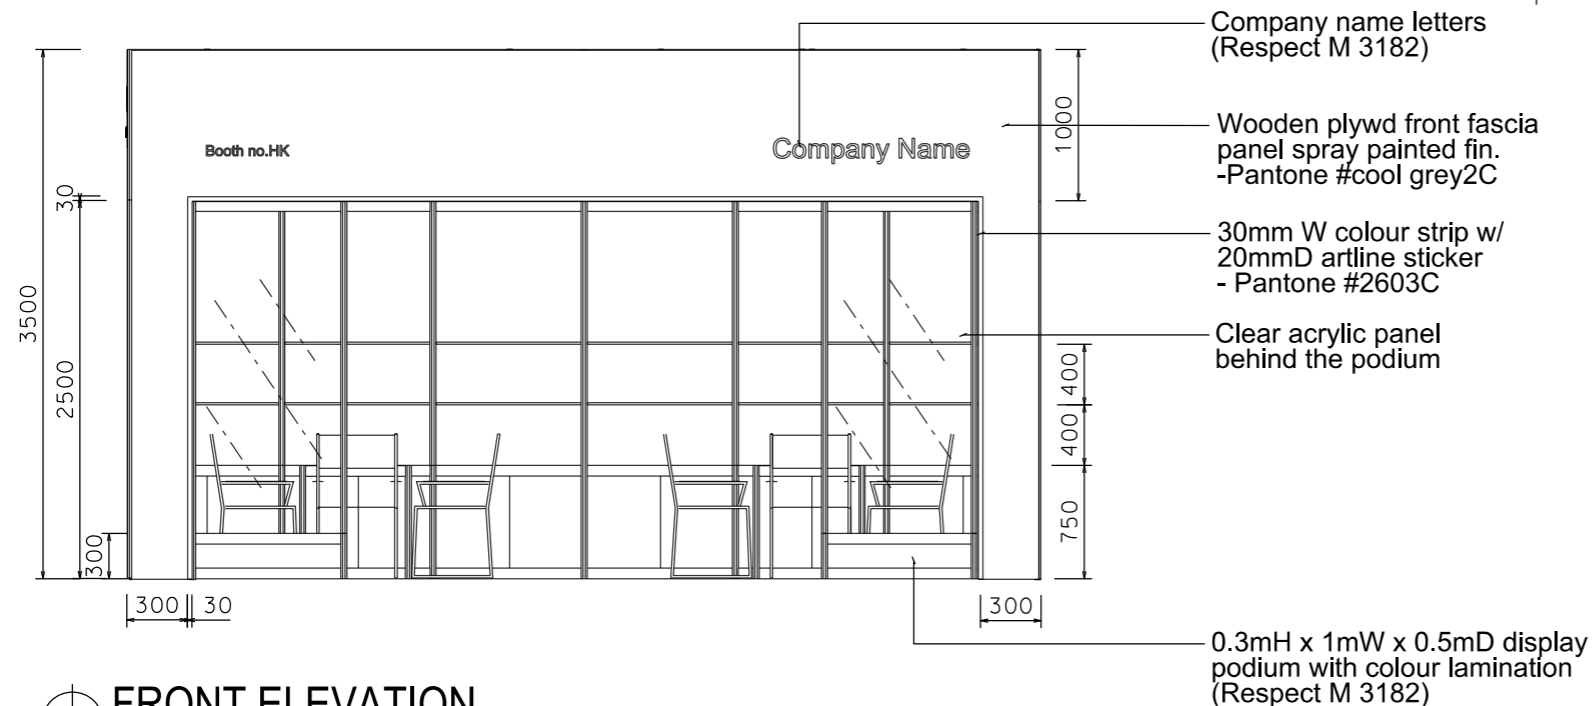 Company name letters
(Respect M 3182)
1000
Wooden plywd front fascia
panel spray painted fin.
-Pantone #cool grey2C
Booth no.HK
Company Name
30
30mm W colour strip w/
20mmD artline sticker
- Pantone #2603C
3500
Clear acrylic panel
behind the podium
2500
400
400
750
300
300
30
300
0.3mH x 1mW x 0.5mD display
podium with colour lamination
(Respect M 3182)
FRONT ELEVATION